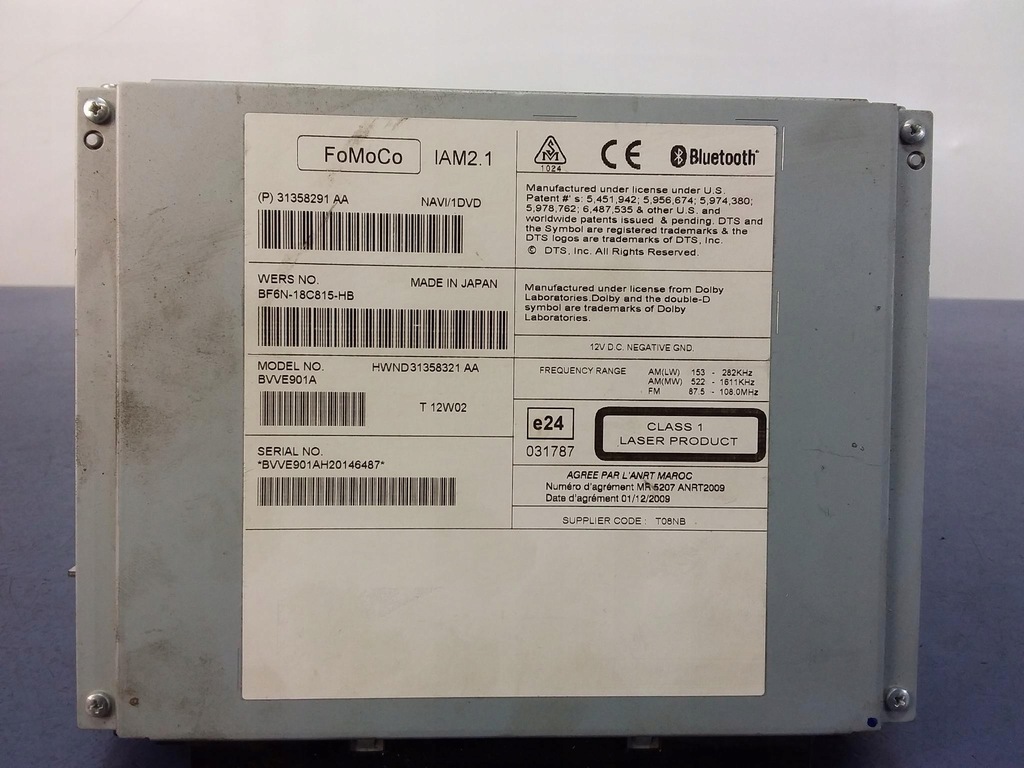 FoMoCo IAM2.1
(P) 31358291 AA NAVI/1DVD
WERS NO. MADE IN JAPAN
BF6N-18C815-HB
MODEL NO. HWND31358321 AA
BVVE901A
T 12W02
SERIAL NO.
*BVVE901AH20146487*
SM
1024
CE
Bluetooth
Manufactured under license under U.S.
Patent #' s: 5,451,942; 5,956,674; 5,974,380;
5,978,762; 6,487,535 & other U.S. and
worldwide patents issued & pending. DTS and
the Symbol are registered trademarks & the
DTS logos are trademarks of DTS, Inc.
© DTS, Inc. All Rights Reserved.
Manufactured under license from Dolby
Laboratories.Dolby and the double-D
symbol are trademarks of Dolby
Laboratories.
12V D.C. NEGATIVE GND.
FREQUENCY RANGE AM(LW) 153 - 282KHz
AM(MW) 522 - 1611KHz
FM 87.5 - 108.0MHz
e24
031787
CLASS 1
LASER PRODUCT
AGREE PAR L'ANRT MAROC
Numéro d'agrément MR 5207 ANRT2009
Date d'agrément 01/12/2009
SUPPLIER CODE : T08NB